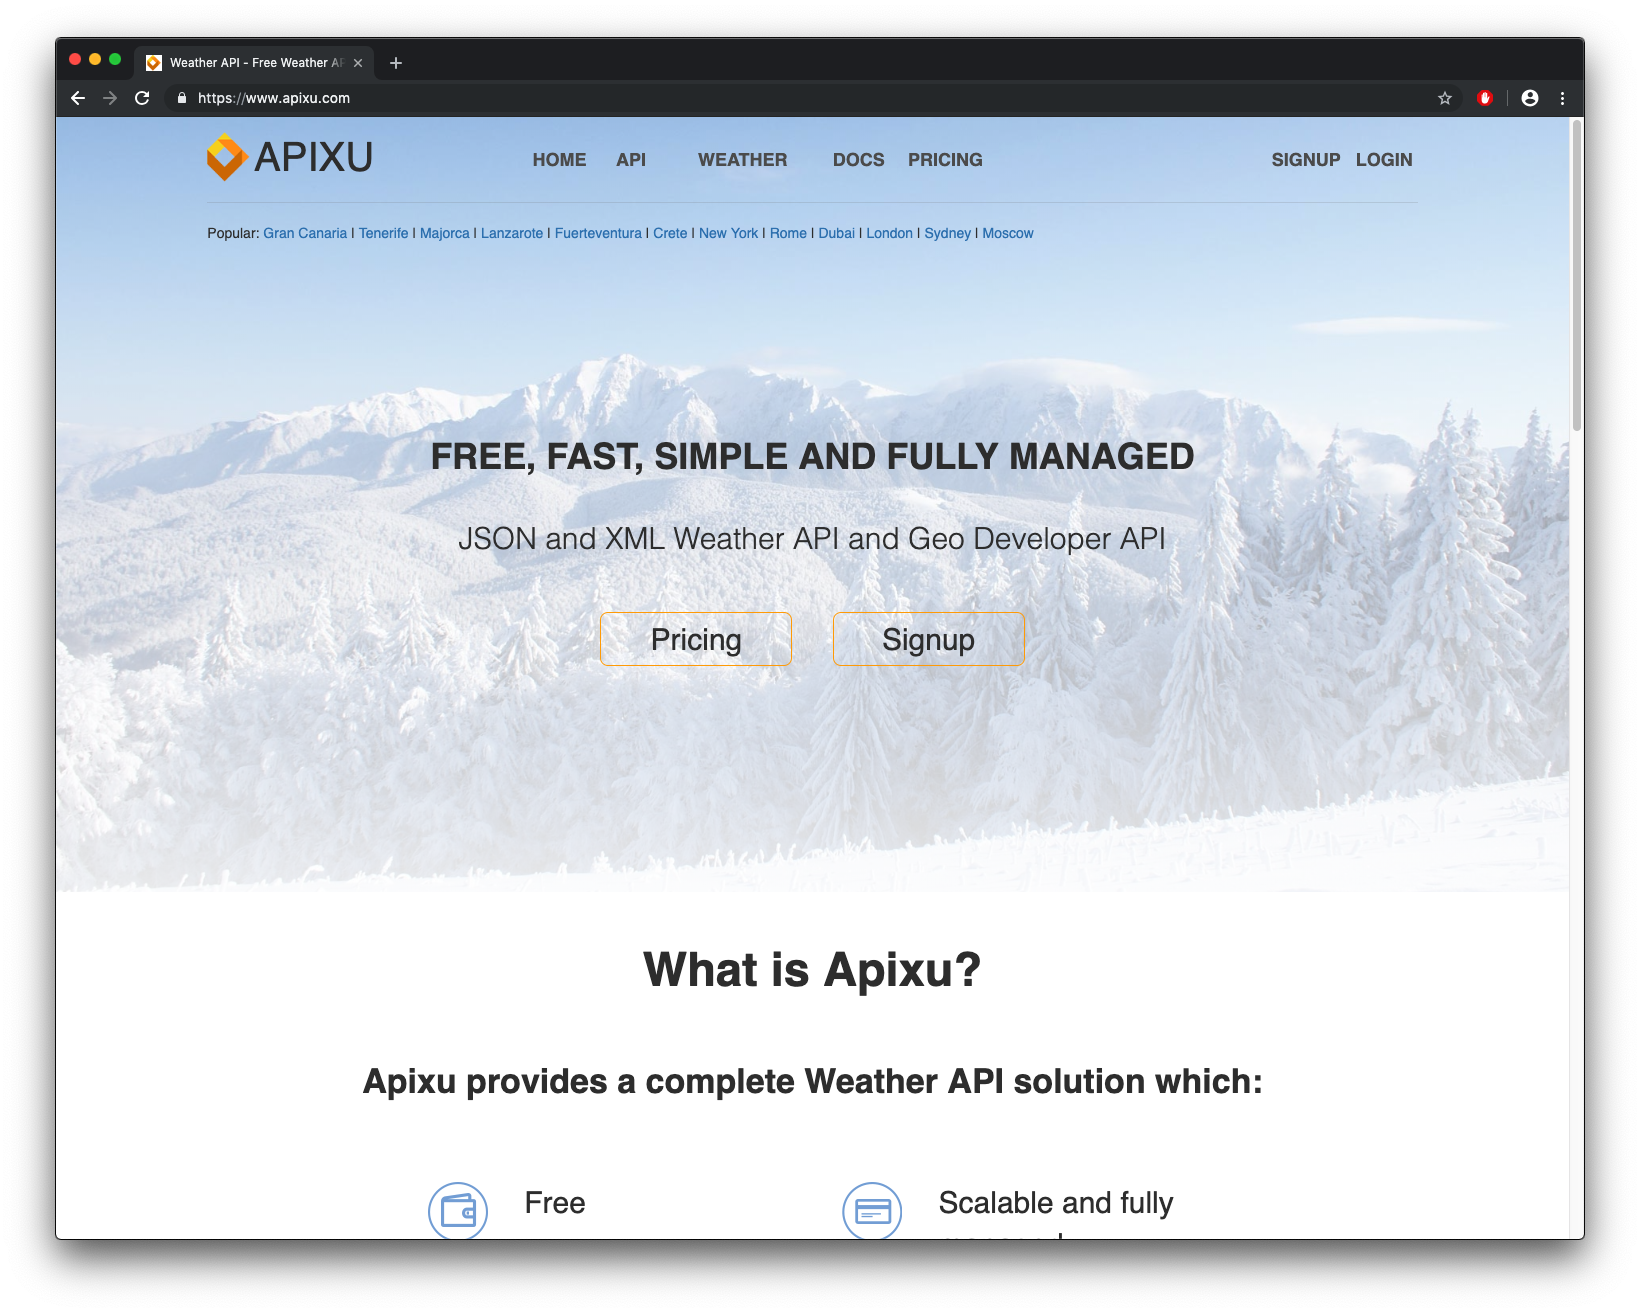 Weather API - Free Weather AP
https://www.apixu.com
APIXU
HOME API WEATHER DOCS PRICING SIGNUP LOGIN
Popular: Gran Canaria | Tenerife | Majorca | Lanzarote | Fuerteventura | Crete | New York | Rome | Dubai | London | Sydney | Moscow
FREE, FAST, SIMPLE AND FULLY MANAGED
JSON and XML Weather API and Geo Developer API
Pricing Signup
What is Apixu?
Apixu provides a complete Weather API solution which:
Free Scalable and fully